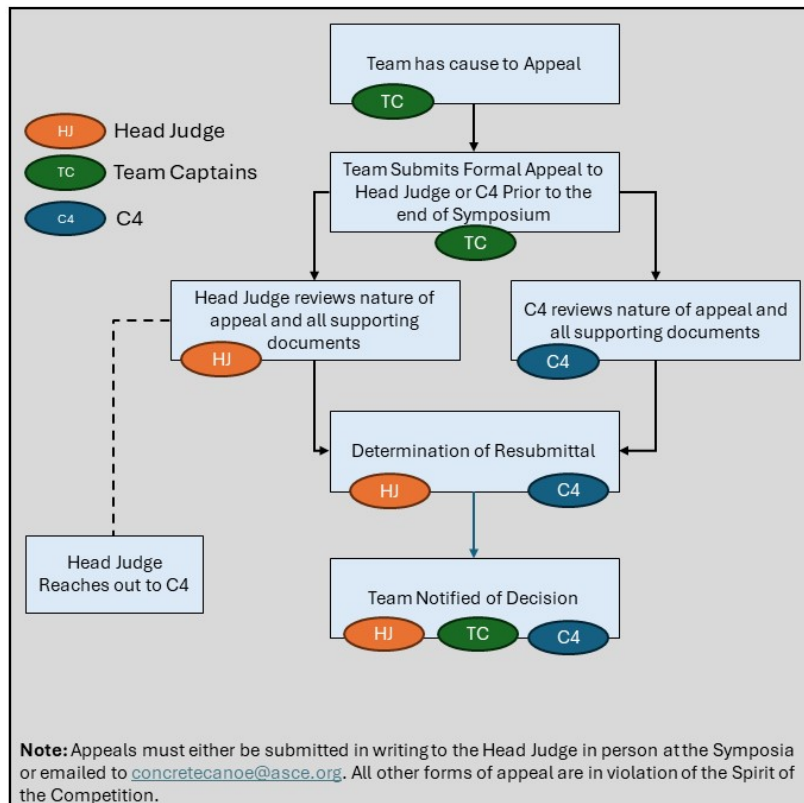 Team has cause to Appeal
TC
HJ Head Judge
TC Team Captains
C4 C4
Team Submits Formal Appeal to
Head Judge or C4 Prior to the
end of Symposium
TC
Head Judge reviews nature of
appeal and all supporting
documents
HJ
C4 reviews nature of appeal and
all supporting documents
C4
Determination of Resubmittal
HJ
C4
Head Judge
Reaches out to C4
Team Notified of Decision
HJ
TC
C4
Note: Appeals must either be submitted in writing to the Head Judge in person at the Symposia
or emailed to concretecanoe@asce.org. All other forms of appeal are in violation of the Spirit of
the Competition.